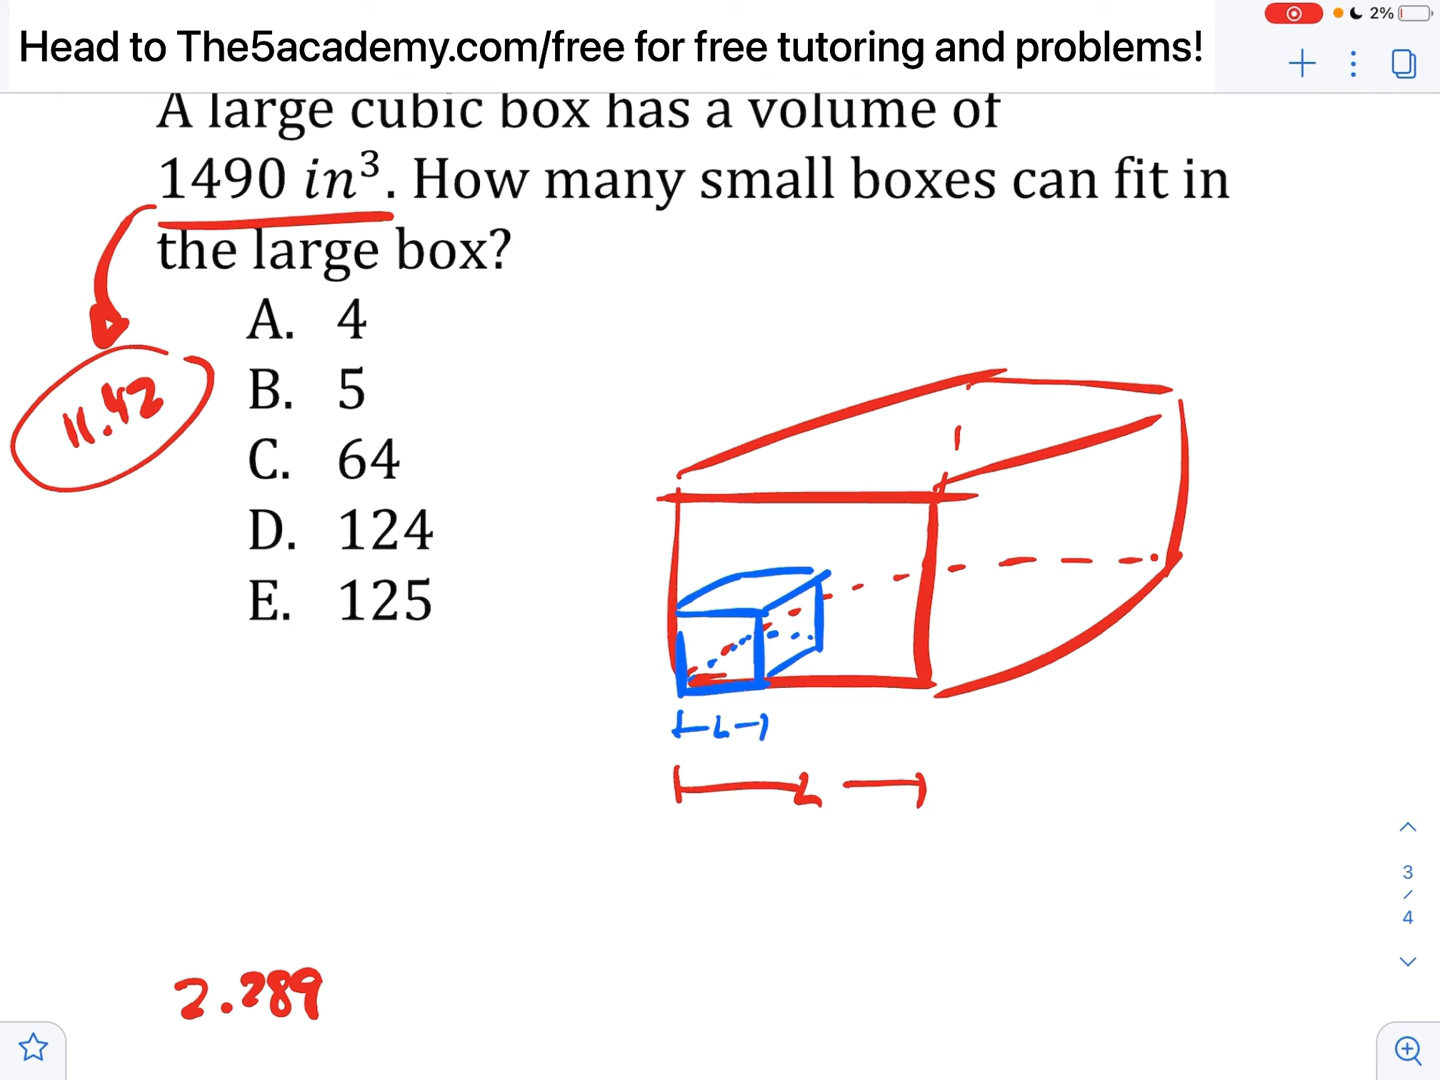 2%
Head to The5academy.com/free for free tutoring and problems!
A large cubic box has a volume of
1490 in³. How many small boxes can fit in
the large box?
A. 4
B. 5
C. 64
D. 124
E. 125
11.42
L
L
3
/
4
2.289